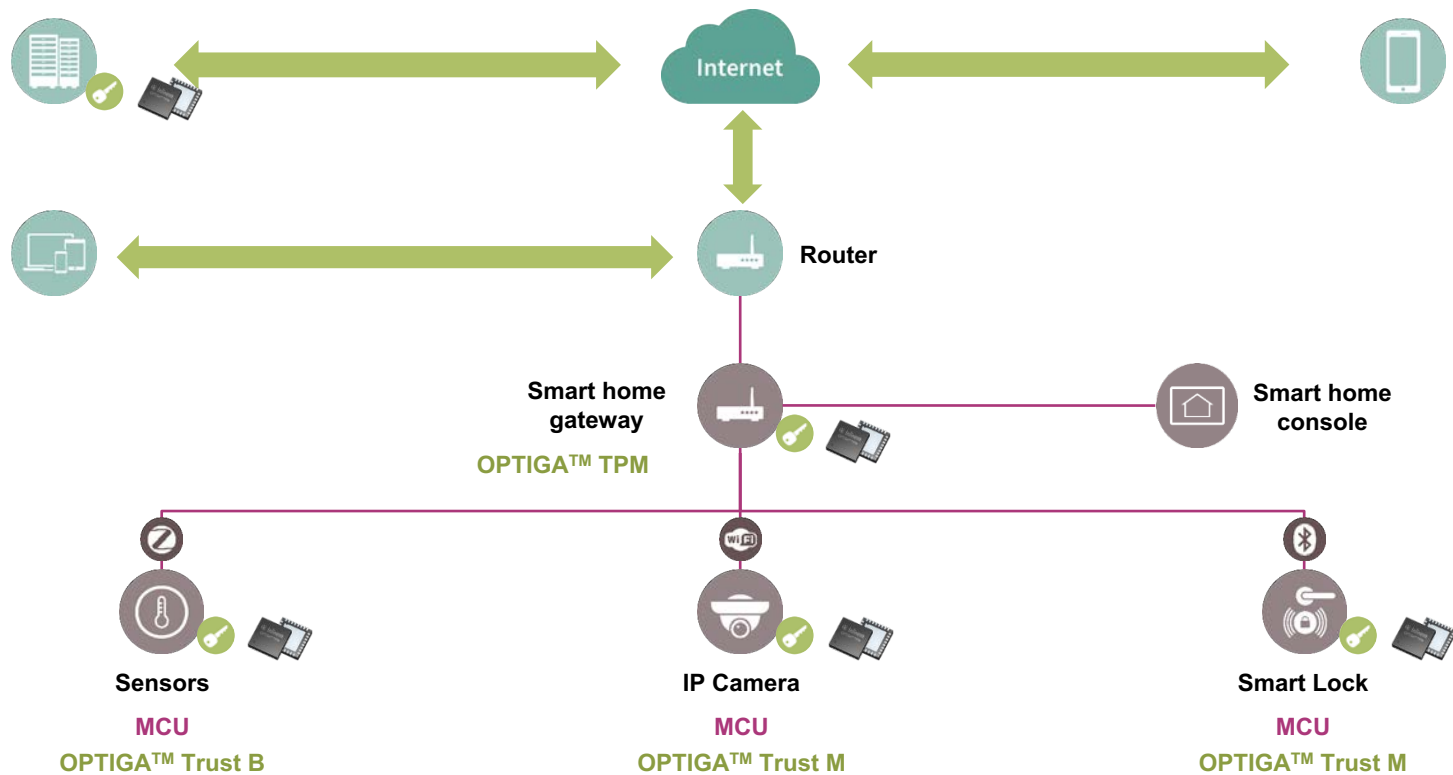 Internet
Router
Smart home
gateway
OPTIGA™ TPM
Smart home
console
WiFi
Sensors
IP Camera
Smart Lock
MCU
MCU
MCU
OPTIGA™ Trust B
OPTIGA™ Trust M
OPTIGA™ Trust M